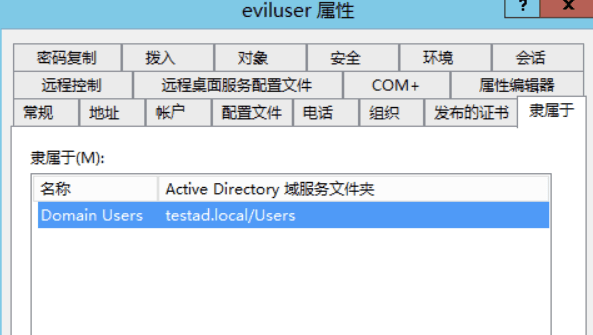 eviluser 属性
? x
密码复制 拨入 对象 安全 环境 会话
远程控制 远程桌面服务配置文件 COM+ 属性编辑器
常规 地址 帐户 配置文件 电话 组织 发布的证书 隶属于
隶属于(M):
名称 Active Directory 域服务文件夹
Domain Users testad.local/Users